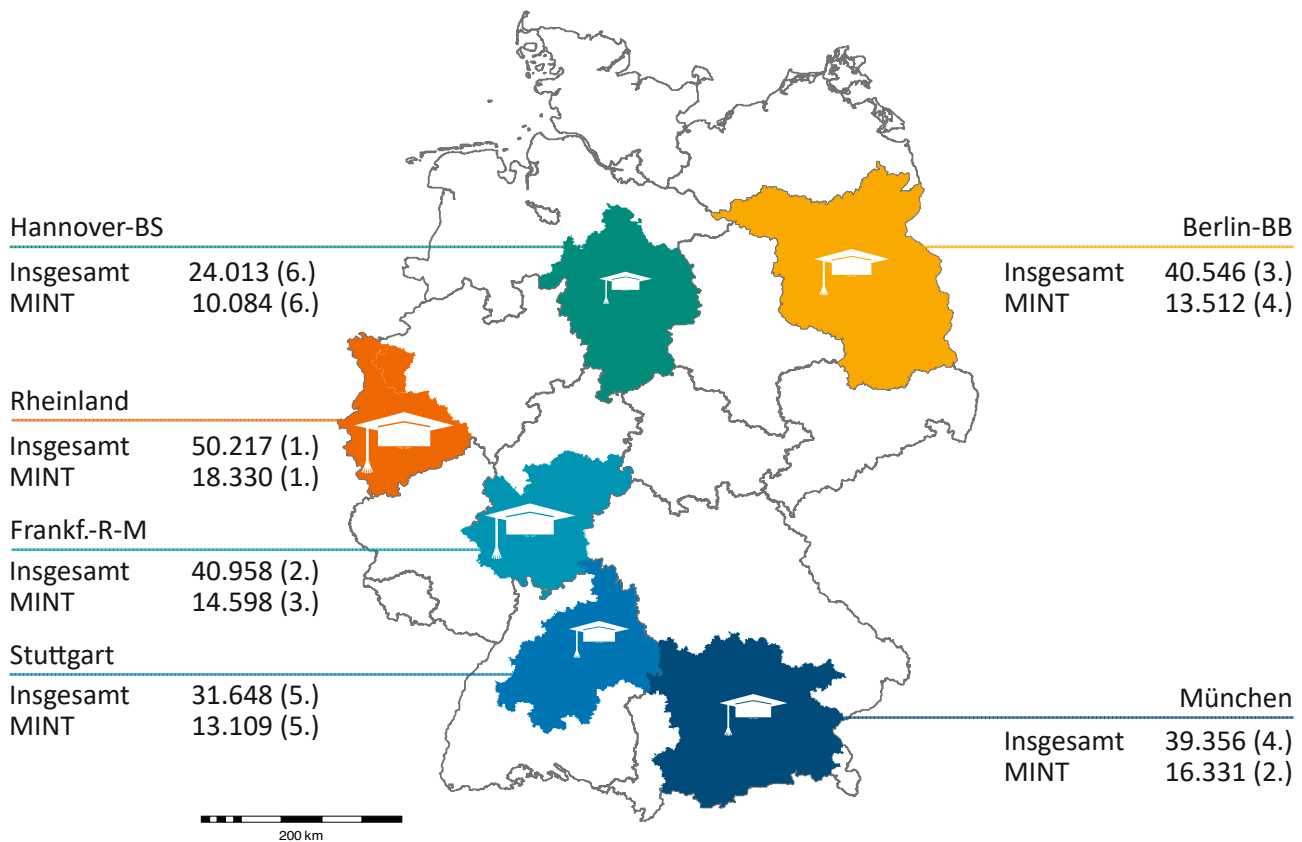 Hannover-BS
Insgesamt 24.013 (6.)
MINT 10.084 (6.)
Berlin-BB
Insgesamt 40.546 (3.)
MINT 13.512 (4.)
Rheinland
Insgesamt 50.217 (1.)
MINT 18.330 (1.)
Frankf.-R-M
Insgesamt 40.958 (2.)
MINT 14.598 (3.)
Stuttgart
Insgesamt 31.648 (5.)
MINT 13.109 (5.)
München
Insgesamt 39.356 (4.)
MINT 16.331 (2.)
200 km